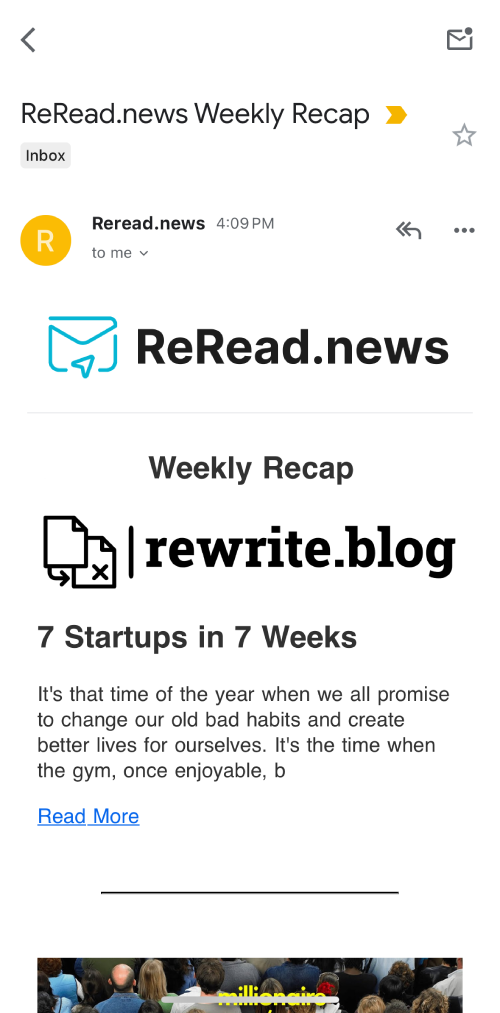 ReRead.news Weekly Recap
Inbox
R
Reread.news 4:09 PM
to me
ReRead.news
Weekly Recap
rewrite.blog
7 Startups in 7 Weeks
It's that time of the year when we all promise
to change our old bad habits and create
better lives for ourselves. It's the time when
the gym, once enjoyable, b
Read More
millionaire